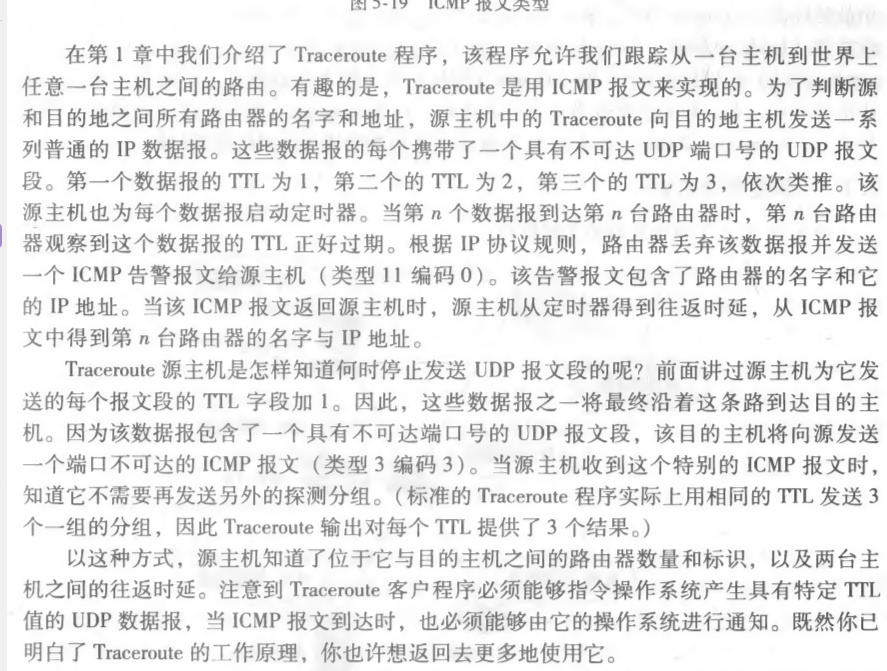 图 5-19 ICMP 报文类型
在第 1 章中我们介绍了 Traceroute 程序，该程序允许我们跟踪从一台主机到世界上
任意一台主机之间的路由。有趣的是，Traceroute 是用 ICMP 报文来实现的。为了判断源
和目的地之间所有路由器的名字和地址，源主机中的 Traceroute 向目的地主机发送一系
列普通的 IP 数据报。这些数据报的每个携带了一个具有不可达 UDP 端口号的 UDP 报文
段。第一个数据报的 TTL 为 1，第二个的 TTL 为 2，第三个的 TTL 为 3，依次类推。该
源主机也为每个数据报启动定时器。当第 n 个数据报到达第 n 台路由器时，第 n 台路由
器观察到这个数据报的 TTL 正好过期。根据 IP 协议规则，路由器丢弃该数据报并发送
一个 ICMP 告警报文给源主机（类型 11 编码 0）。该告警报文包含了路由器的名字和它
的 IP 地址。当该 ICMP 报文返回源主机时，源主机从定时器得到往返时延，从 ICMP 报
文中得到第 n 台路由器的名字与 IP 地址。
Traceroute 源主机是怎样知道何时停止发送 UDP 报文段的呢？前面讲过源主机为它发
送的每个报文段的 TTL 字段加 1。因此，这些数据报之一将最终沿着这条路到达目的主
机。因为该数据报包含了一个具有不可达端口号的 UDP 报文段，该目的主机将向源发送
一个端口不可达的 ICMP 报文（类型 3 编码 3）。当源主机收到这个特别的 ICMP 报文时，
知道它不需要再发送另外的探测分组。（标准的 Traceroute 程序实际上用相同的 TTL 发送 3
个一组的分组，因此 Traceroute 输出对每个 TTL 提供了 3 个结果。）
以这种方式，源主机知道了位于它与目的主机之间的路由器数量和标识，以及两台主
机之间的往返时延。注意到 Traceroute 客户程序必须能够指令操作系统产生具有特定 TTL
值的 UDP 数据报，当 ICMP 报文到达时，也必须能够由它的操作系统进行通知。既然你已
明白了 Traceroute 的工作原理，你也许想返回去更多地使用它。